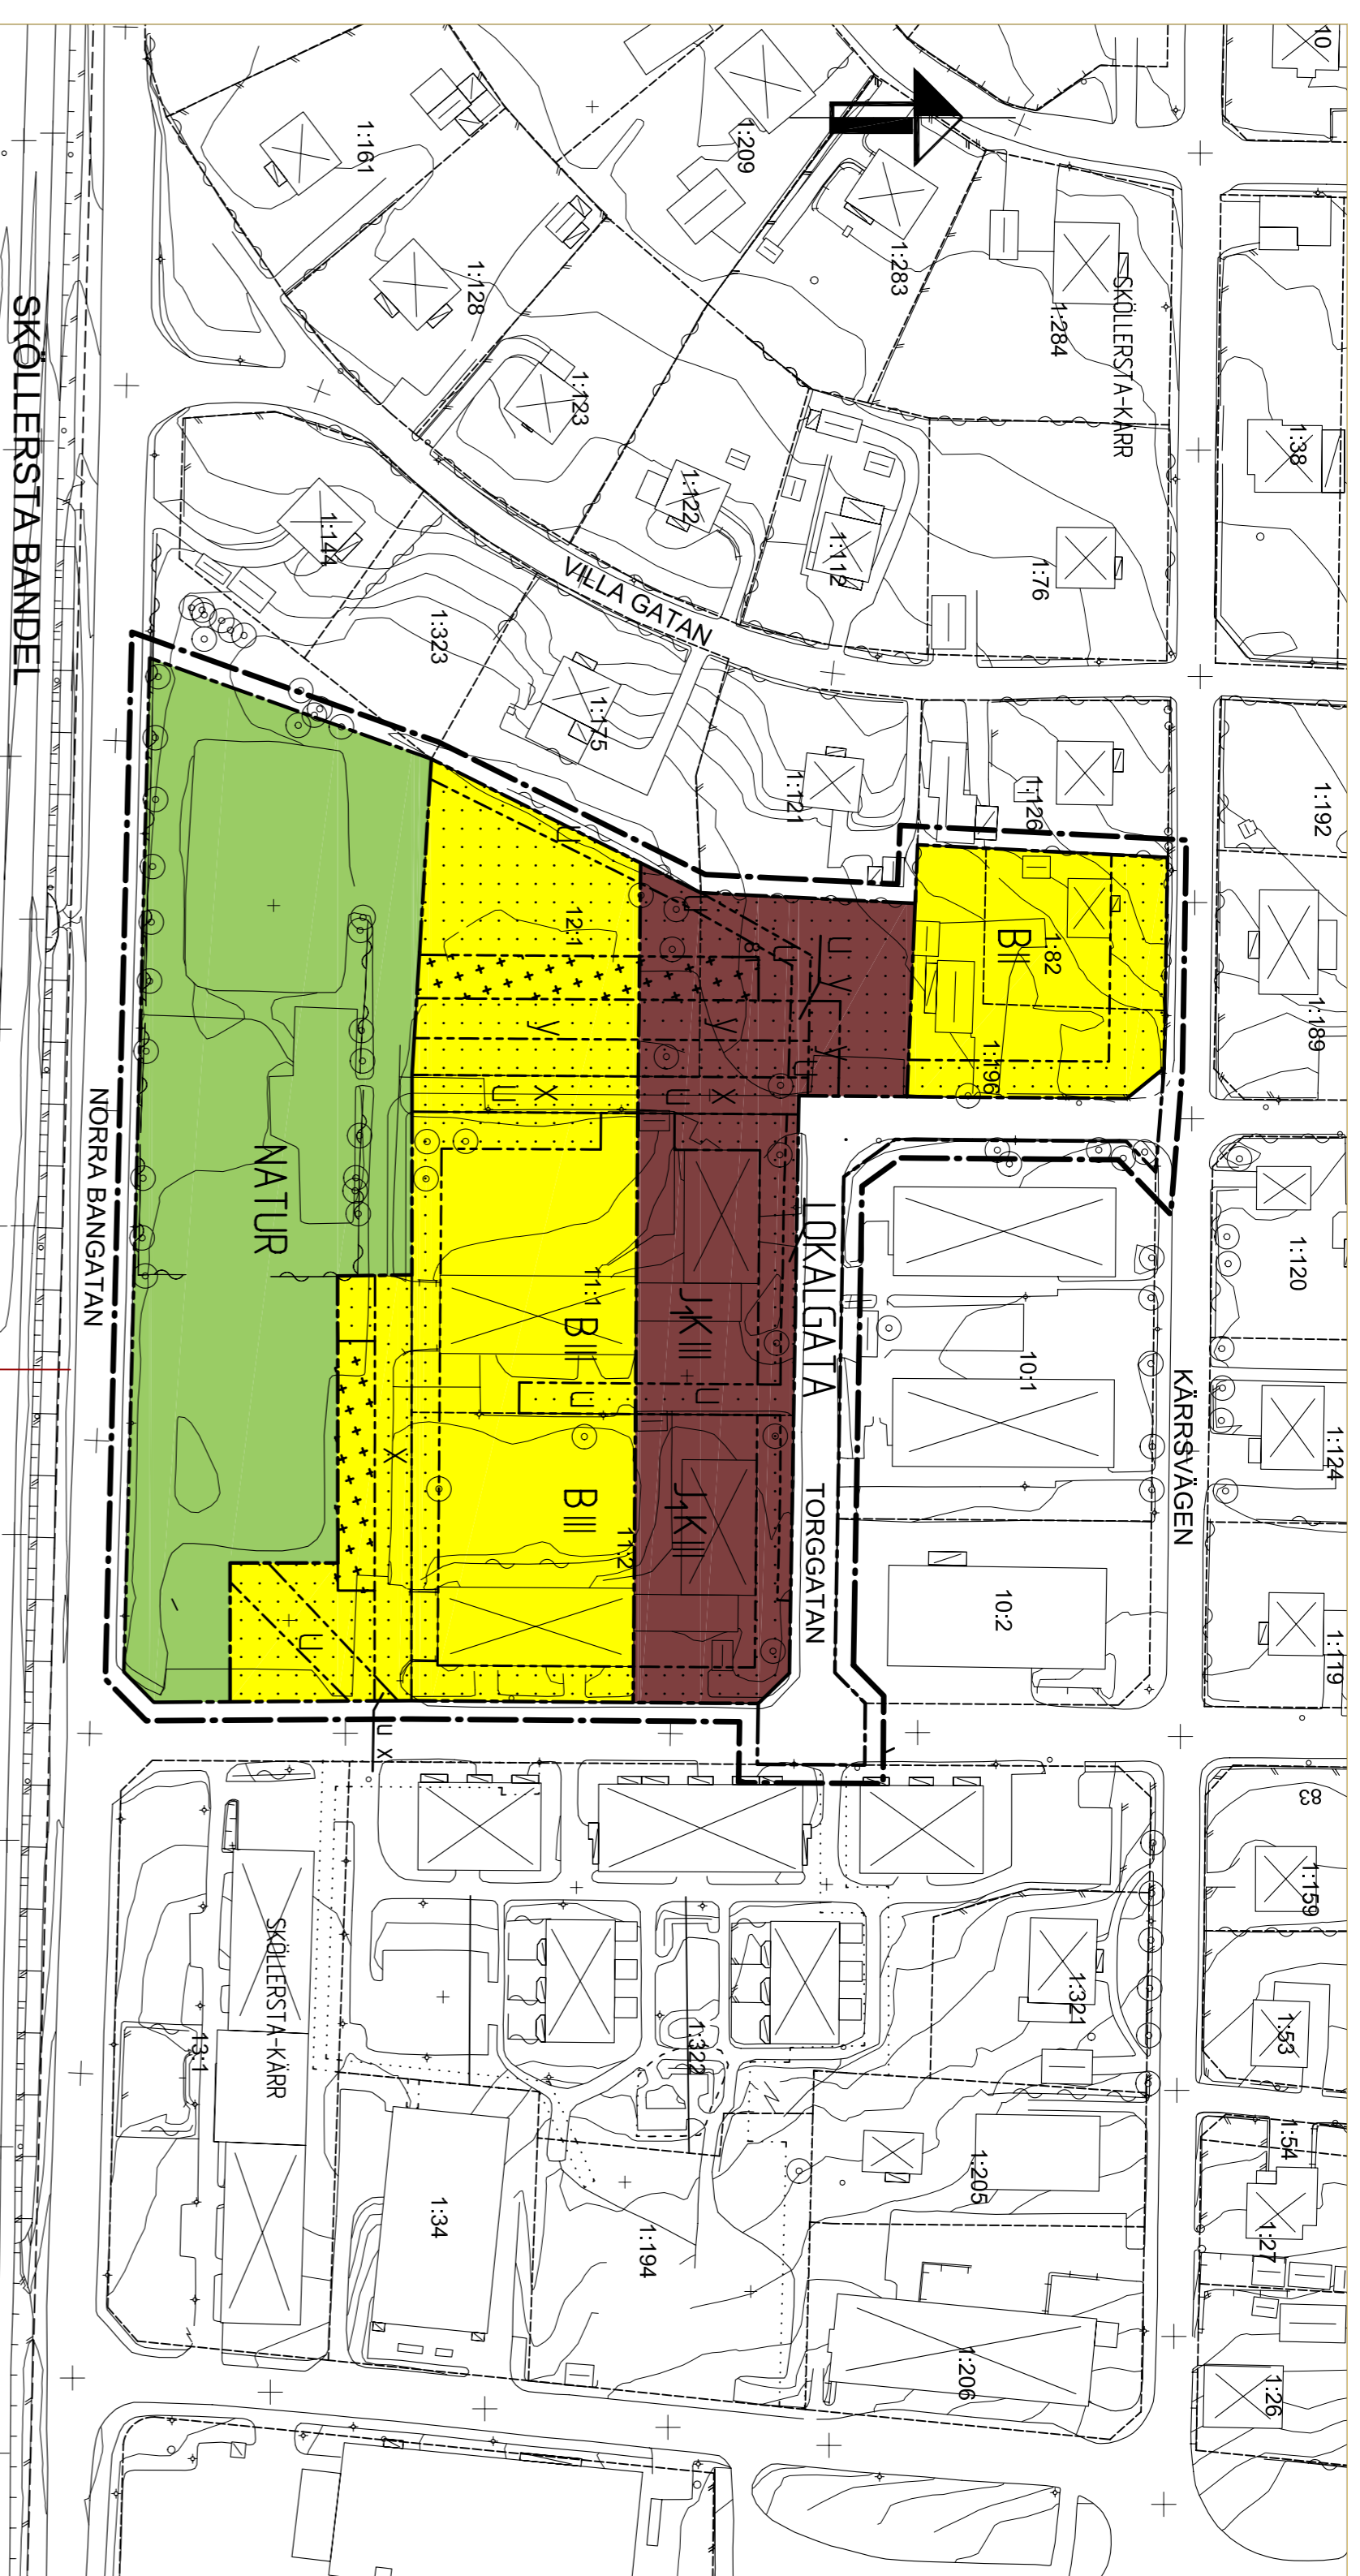 10
1:38
1:192
1:189
1:120
1:124
1:119
83
1:159
1:53
1:54
1:27
1:26
SKÖLLERSTA-KÄRR
KÄRRSVÄGEN
1:284
1:76
1:126
1:82
BII
1:196
10:1
10:2
1:321
1:205
1:206
1:209
1:283
1:112
1:121
LOKALGATA
TORGGATAN
1:161
1:128
1:123
1:122
VILLA GATAN
1:175
8:1
u
u y
u
y
y
u
x
u
J₁KIII
u
J₁KIII
1:322
1:194
1:144
1:323
12:1
u
y
x
u
11:1
BIII
u
BIII
11:2
x
u
u x
1:34
NATUR
SKÖLLERSTA-KÄRR
13:1
NORRA BANGATAN
SKÖLLERSTA BANDEL